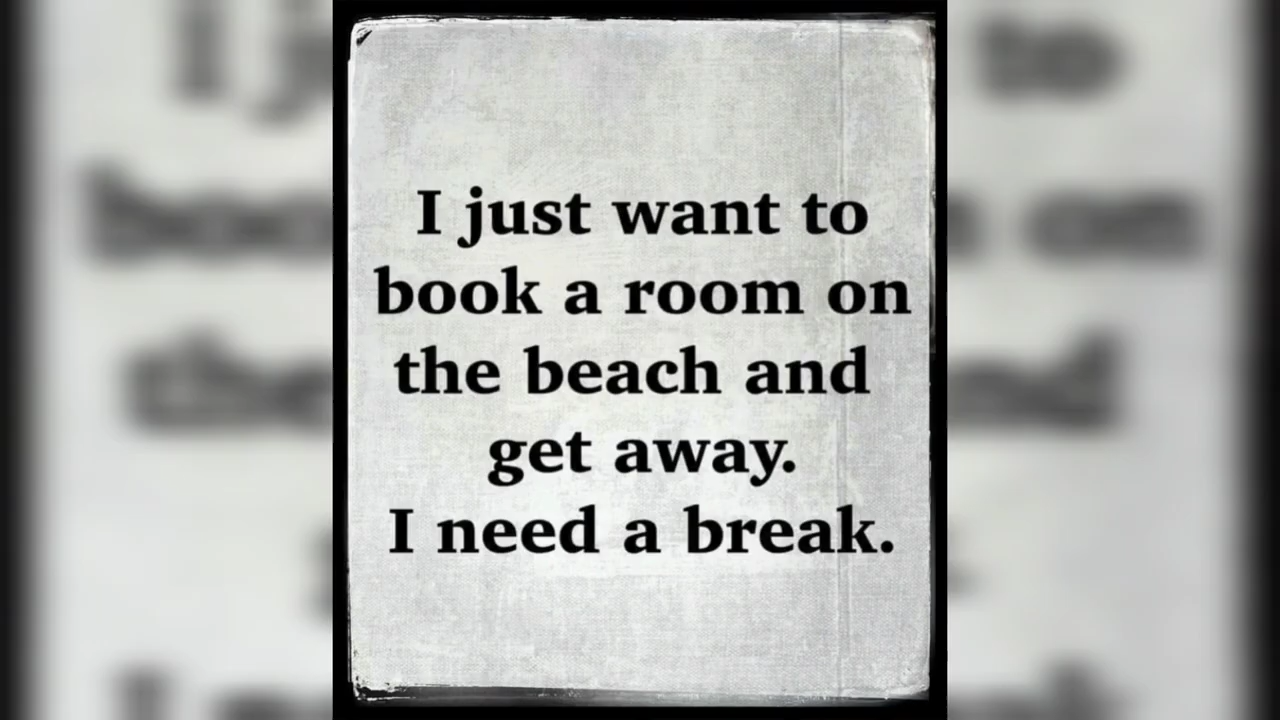 I just want to
book a room on
the beach and
get away.
I need a break.